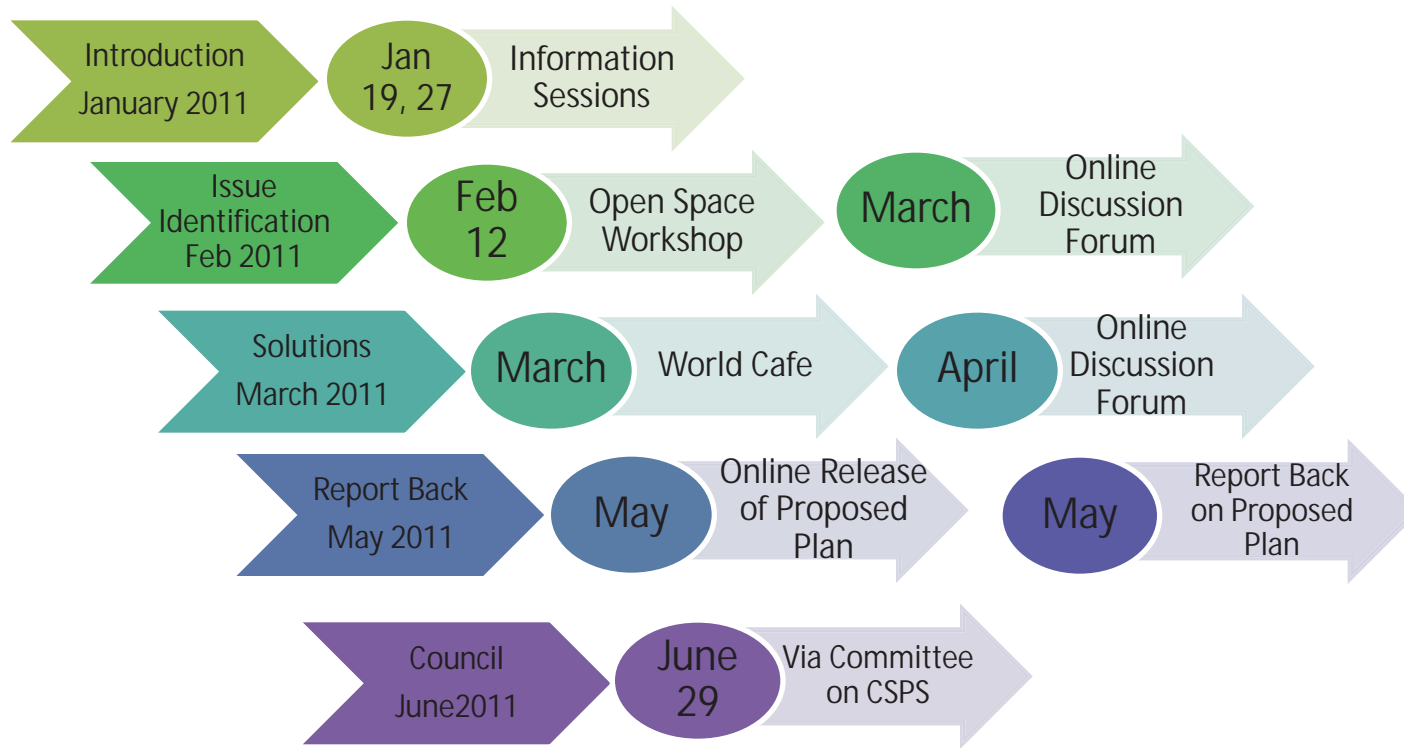 Introduction
January 2011
Jan
19, 27
Information
Sessions
Issue
Identification
Feb 2011
Feb
12
Open Space
Workshop
March
Online
Discussion
Forum
Solutions
March 2011
March
World Cafe
April
Online
Discussion
Forum
Report Back
May 2011
May
Online Release
of Proposed
Plan
May
Report Back
on Proposed
Plan
Council
June2011
June
29
Via Committee
on CSPS